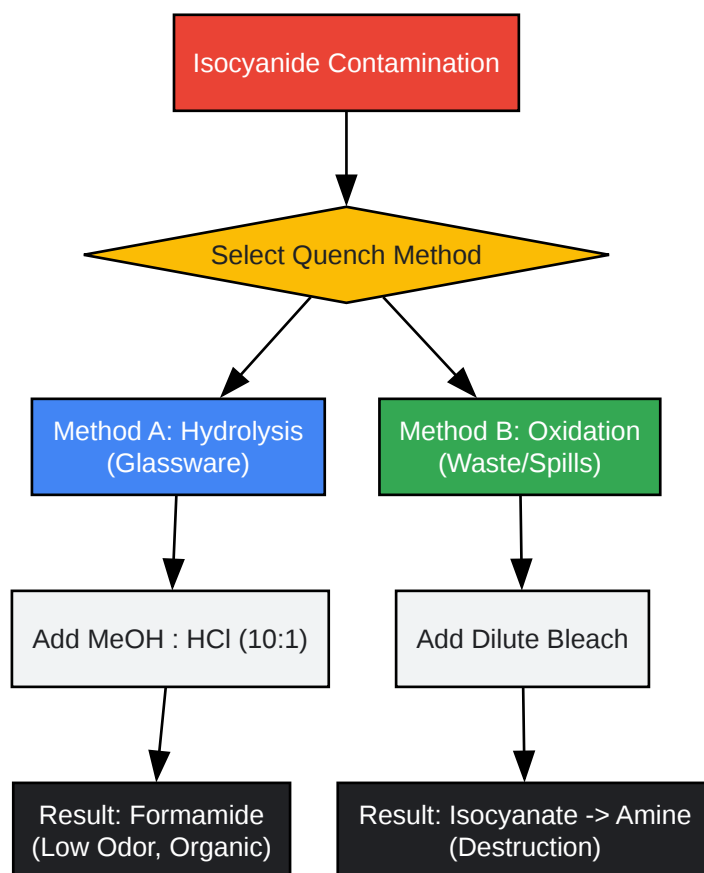 Isocyanide Contamination
Select Quench Method
Method A: Hydrolysis
(Glassware)
Method B: Oxidation
(Waste/Spills)
Add MeOH : HCl (10:1)
Add Dilute Bleach
Result: Formamide
(Low Odor, Organic)
Result: Isocyanate -> Amine
(Destruction)